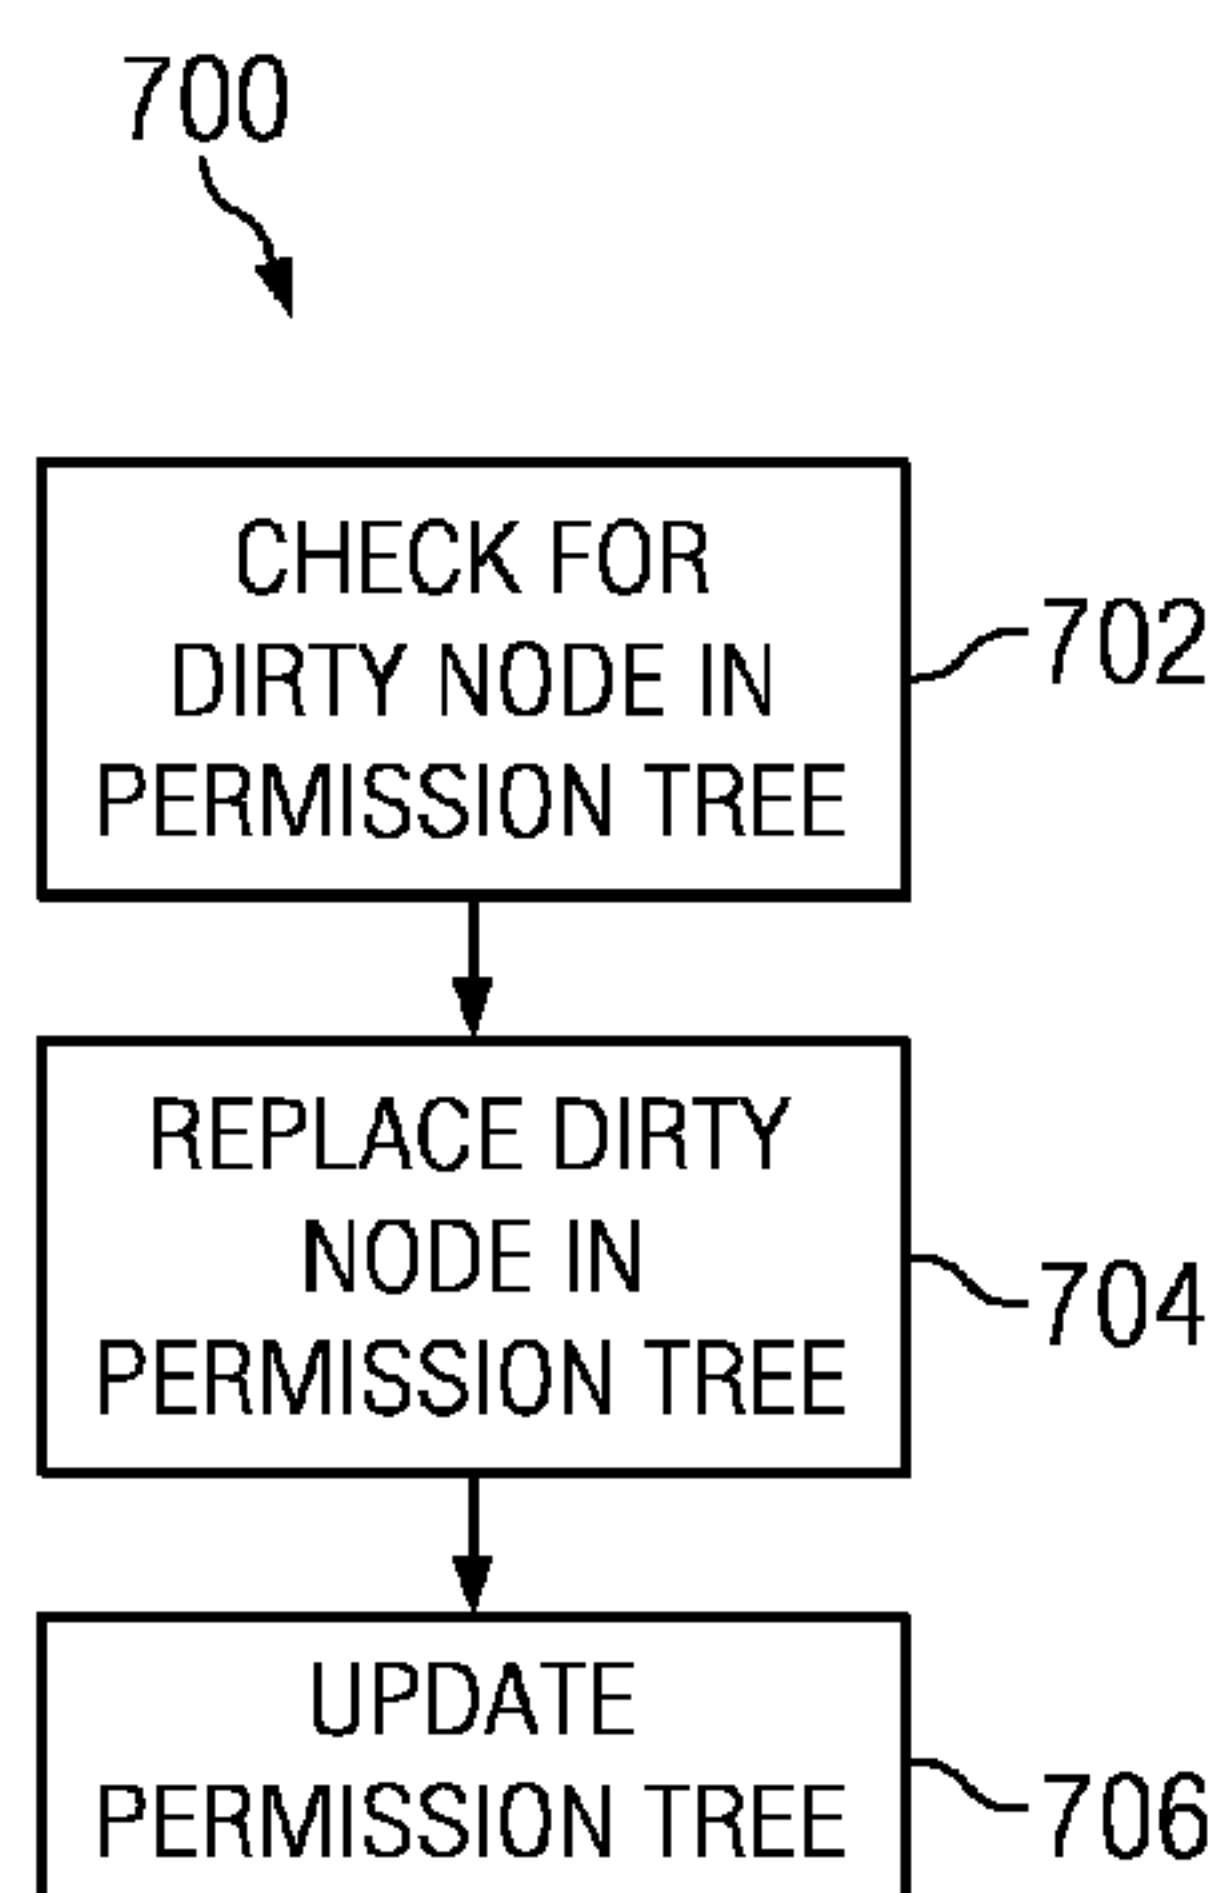 700
CHECK FOR
DIRTY NODE IN
PERMISSION TREE
702
REPLACE DIRTY
NODE IN
PERMISSION TREE
704
UPDATE
PERMISSION TREE
706